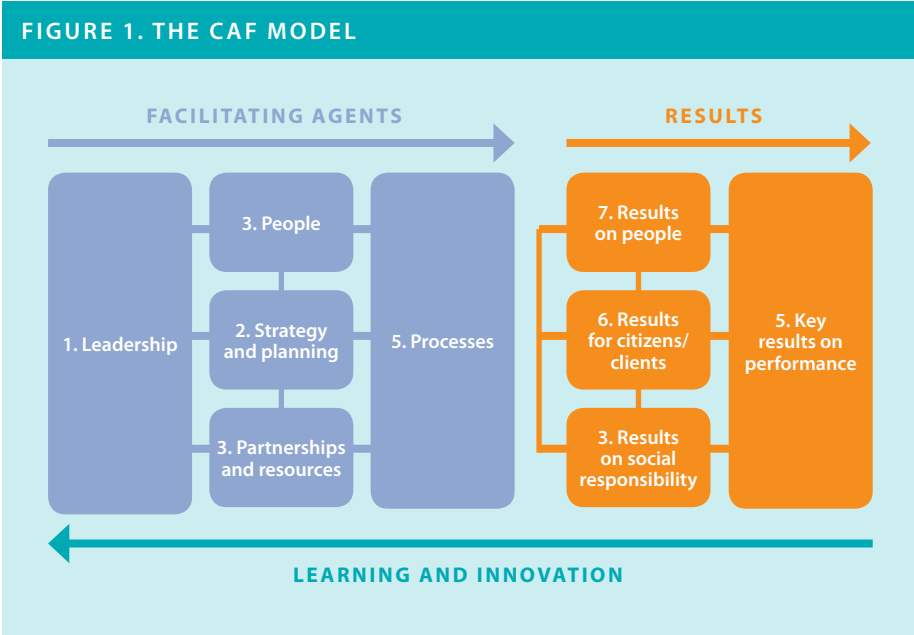 FIGURE 1. THE CAF MODEL
FACILITATING AGENTS
RESULTS
1. Leadership
3. People
2. Strategy
and planning
3. Partnerships
and resources
5. Processes
7. Results
on people
6. Results
for citizens/
clients
3. Results
on social
responsibility
5. Key
results on
performance
LEARNING AND INNOVATION